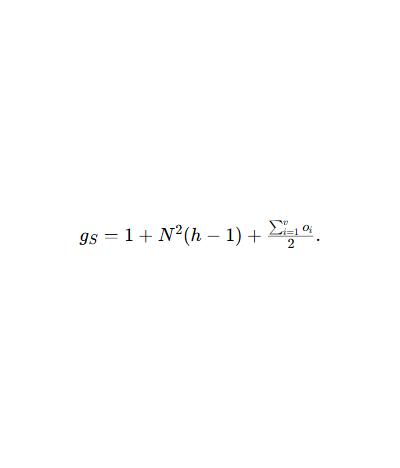 $g_S = 1 + N^2(h-1) + \frac{\sum_{i=1}^{v} o_i}{2}.$